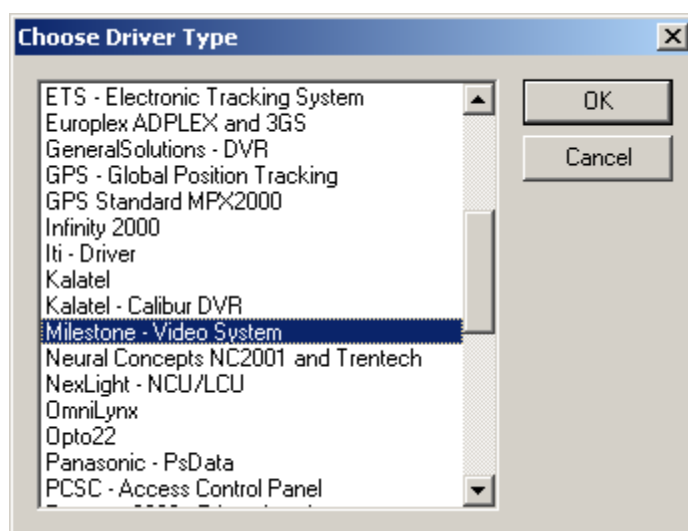 Choose Driver Type
ETS - Electronic Tracking System
Europlex ADPLEX and 3GS
GeneralSolutions - DVR
GPS - Global Position Tracking
GPS Standard MPX2000
Infinity 2000
Iti - Driver
Kalatel
Kalatel - Calibur DVR
Milestone - Video System
Neural Concepts NC2001 and Trentech
NexLight - NCU/LCU
OmniLynx
Opto22
Panasonic - PsData
PCSC - Access Control Panel
OK
Cancel